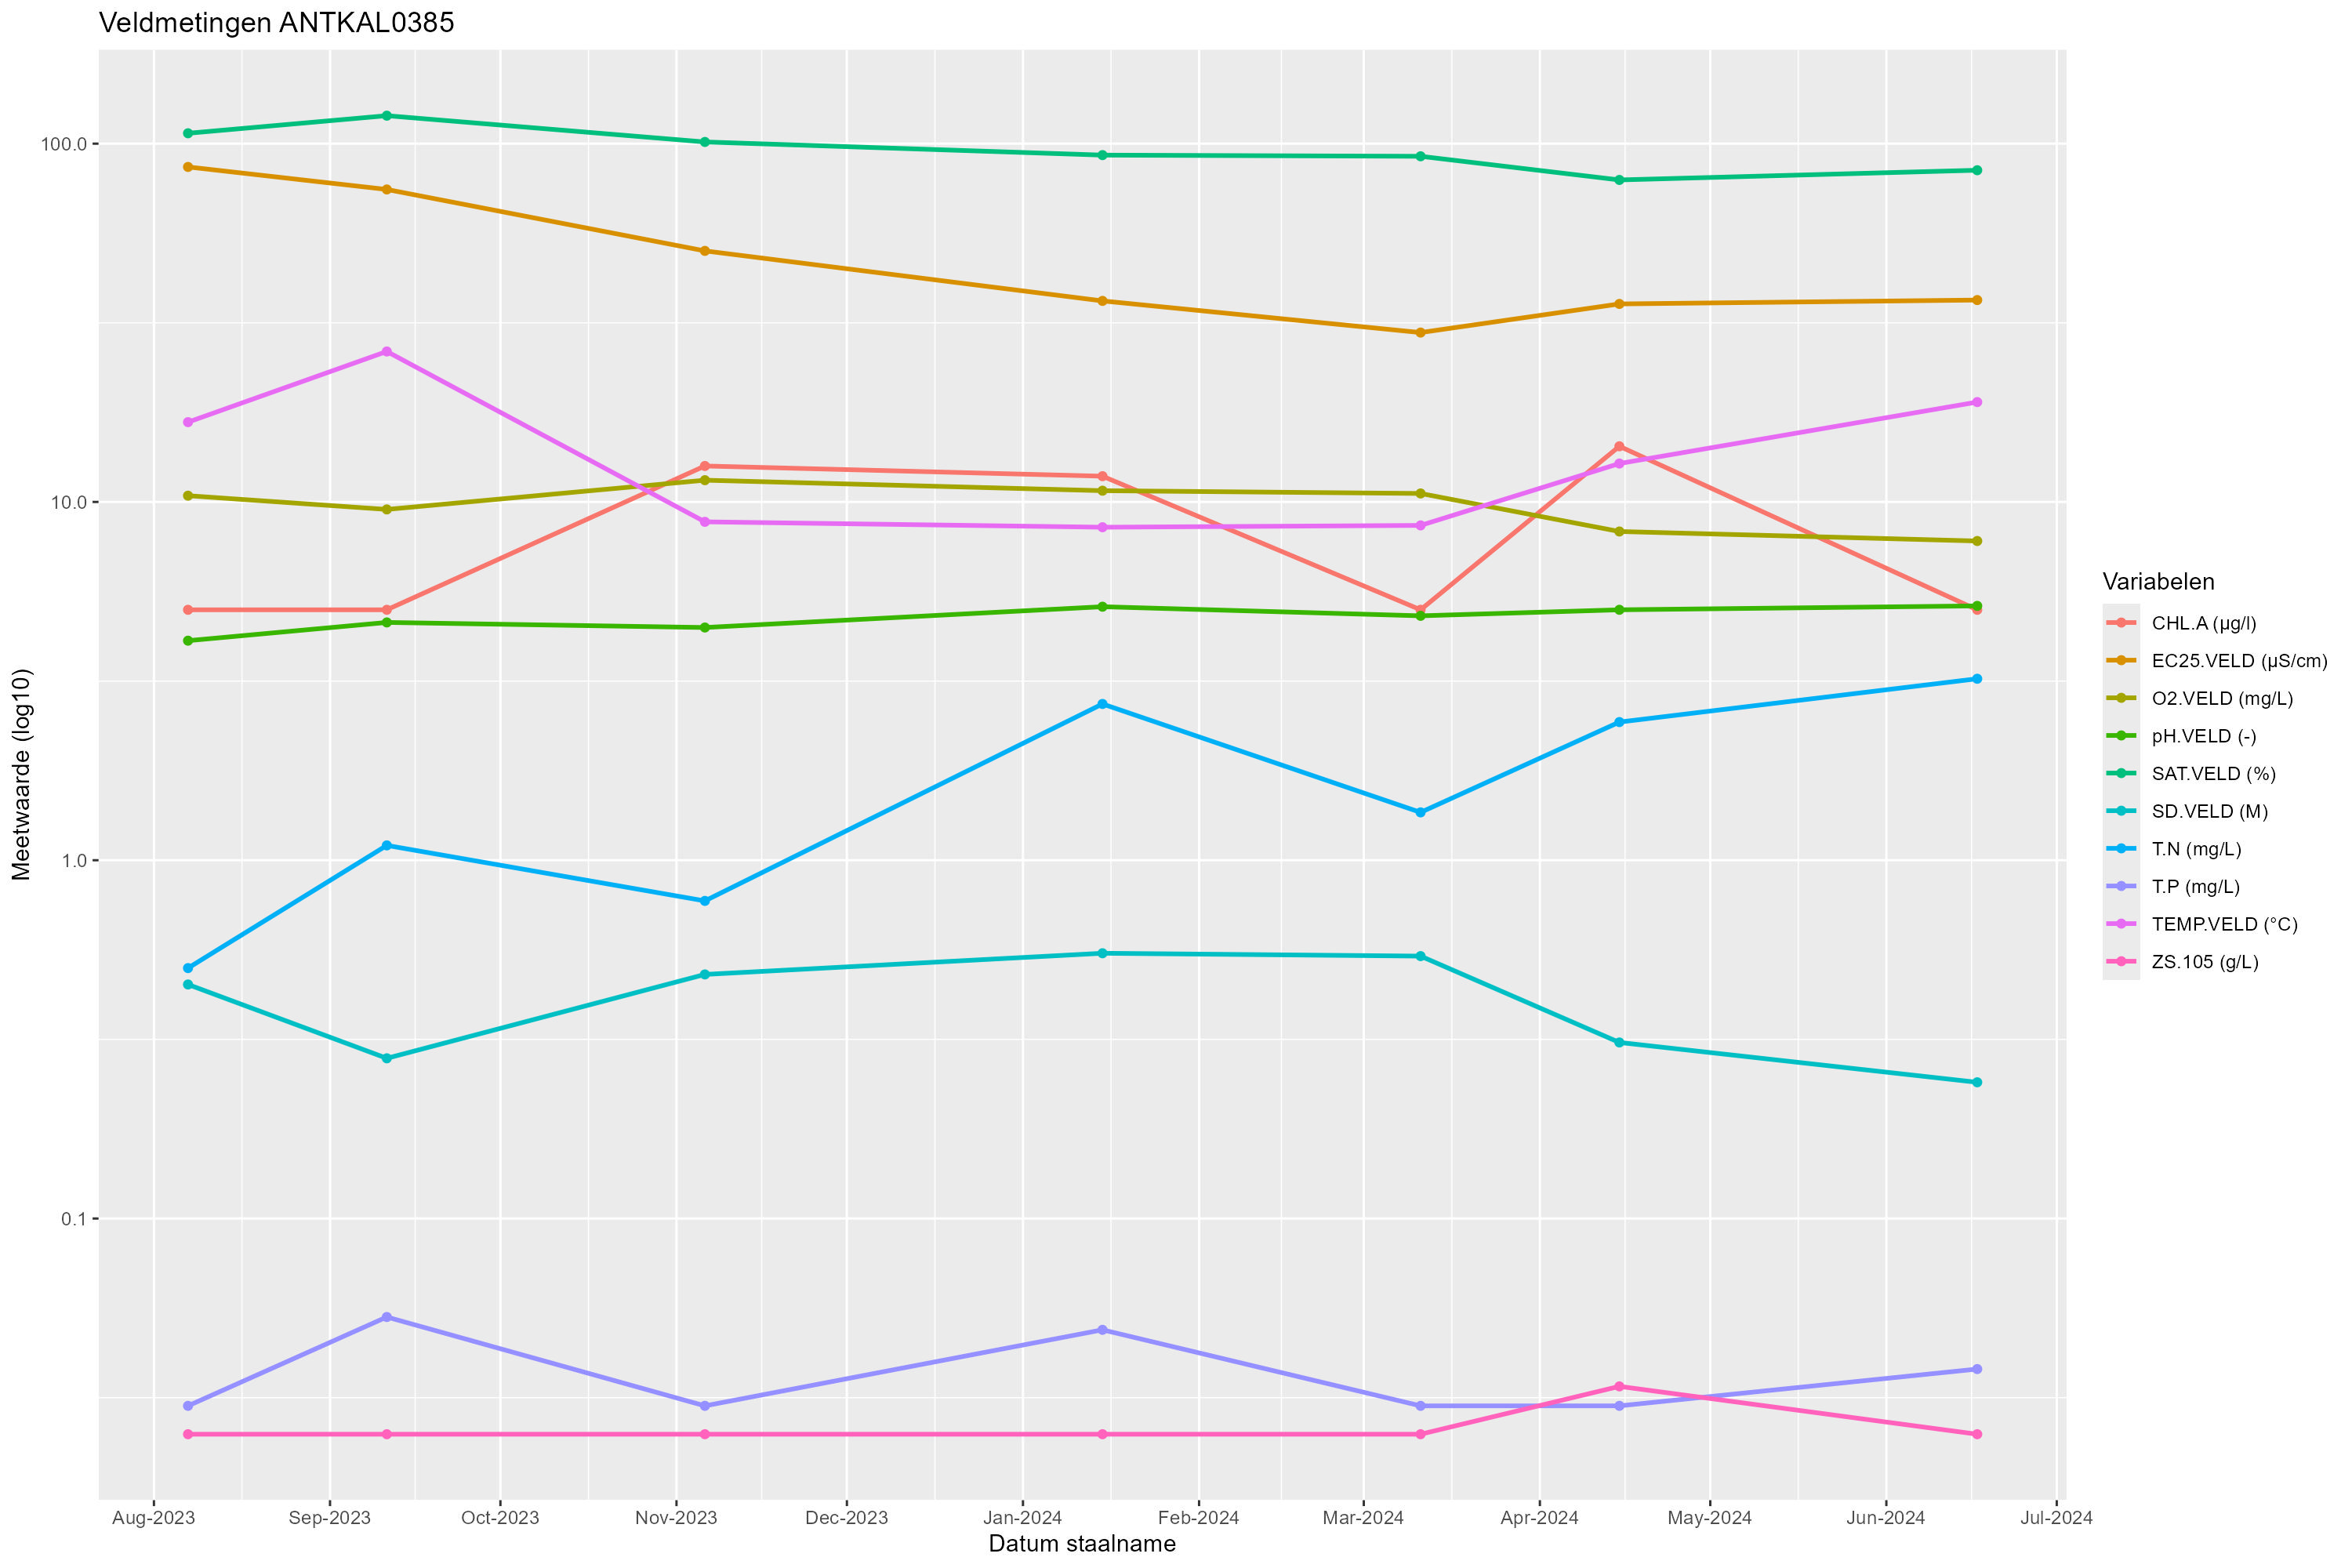 Veldmetingen ANTKAL0385
Meetwaarde (log10)
100.0
10.0
1.0
0.1
Aug-2023
Sep-2023
Oct-2023
Nov-2023
Dec-2023
Jan-2024
Feb-2024
Mar-2024
Apr-2024
May-2024
Jun-2024
Jul-2024
Datum staalname
Variabelen
CHL.A (µg/l)
EC25.VELD (µS/cm)
O2.VELD (mg/L)
pH.VELD (-)
SAT.VELD (%)
SD.VELD (M)
T.N (mg/L)
T.P (mg/L)
TEMP.VELD (°C)
ZS.105 (g/L)